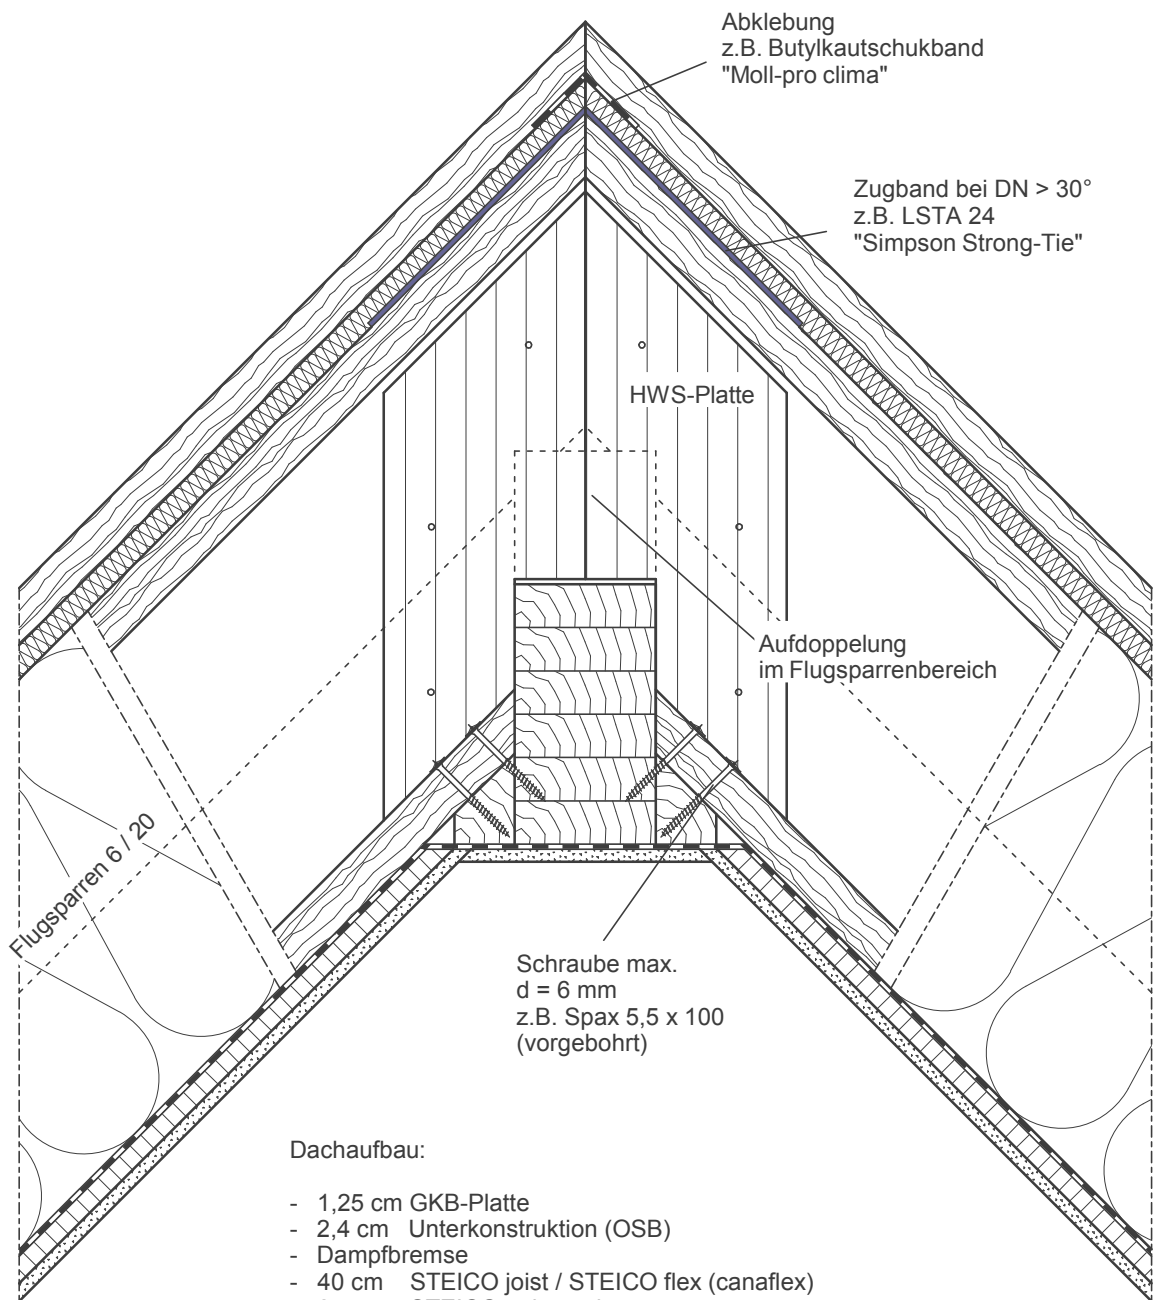 Abklebung
z.B. Butylkautschukband
"Moll-pro clima"
Zugband bei DN > 30°
z.B. LSTA 24
"Simpson Strong-Tie"
HWS-Platte
Aufdoppelung
im Flugsparrenbereich
Flugsparren 6 / 20
Schraube max.
d = 6 mm
z.B. Spax 5,5 x 100
(vorgebohrt)
Dachaufbau:
- 1,25 cm GKB-Platte
- 2,4 cm Unterkonstruktion (OSB)
- Dampfbremse
- 40 cm STEICO joist / STEICO flex (canaflex)